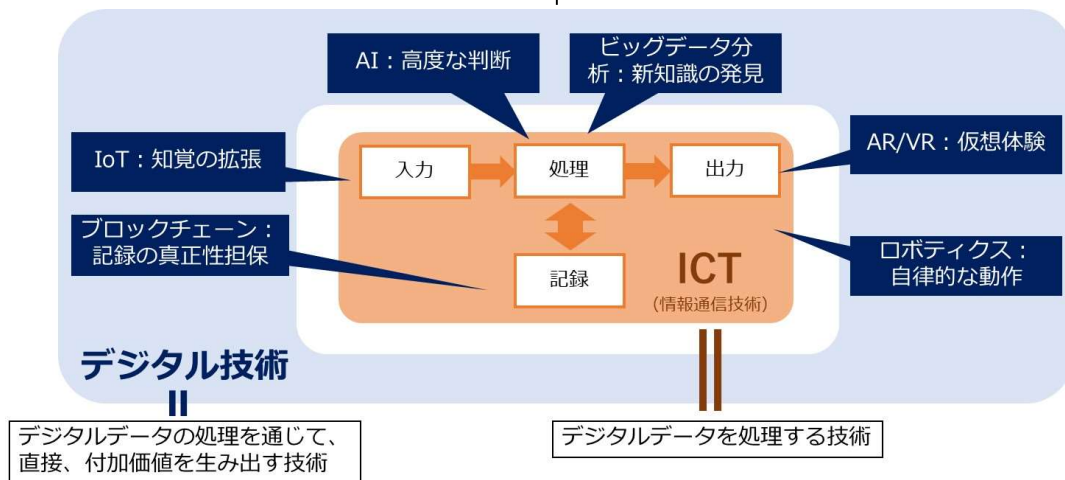 AI：高度な判断
ビッグデータ分
析：新知識の発見
IoT：知覚の拡張
入力
処理
出力
AR/VR：仮想体験
ブロックチェーン：
記録の真正性担保
記録
ICT
（情報通信技術）
ロボティクス：
自律的な動作
デジタル技術
デジタルデータの処理を通じて、
直接、付加価値を生み出す技術
デジタルデータを処理する技術